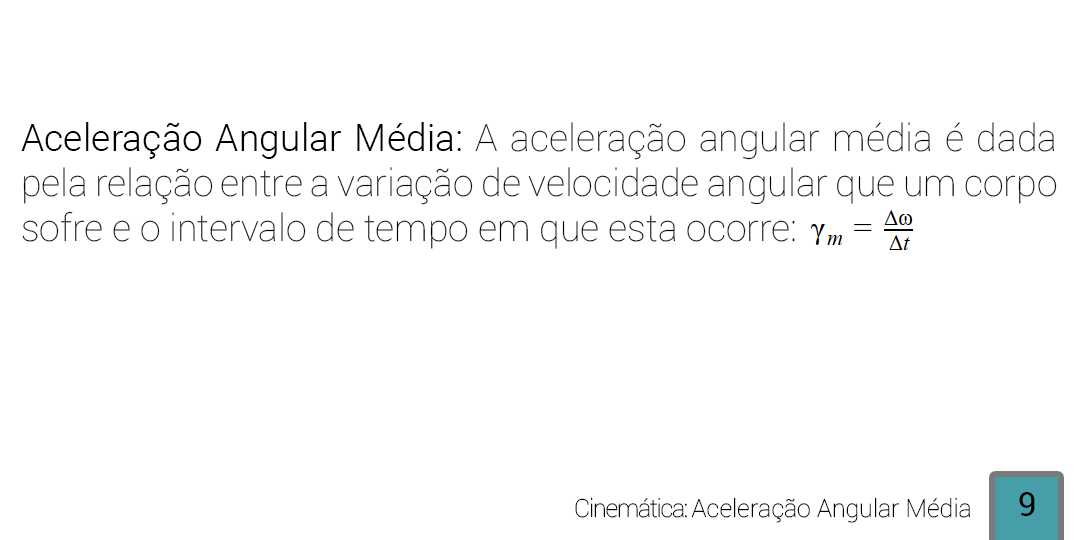 Aceleração Angular Média: A aceleração angular média é dada
pela relação entre a variação de velocidade angular que um corpo
sofre e o intervalo de tempo em que esta ocorre: γm = Δω/Δt
Cinemática: Aceleração Angular Média
9